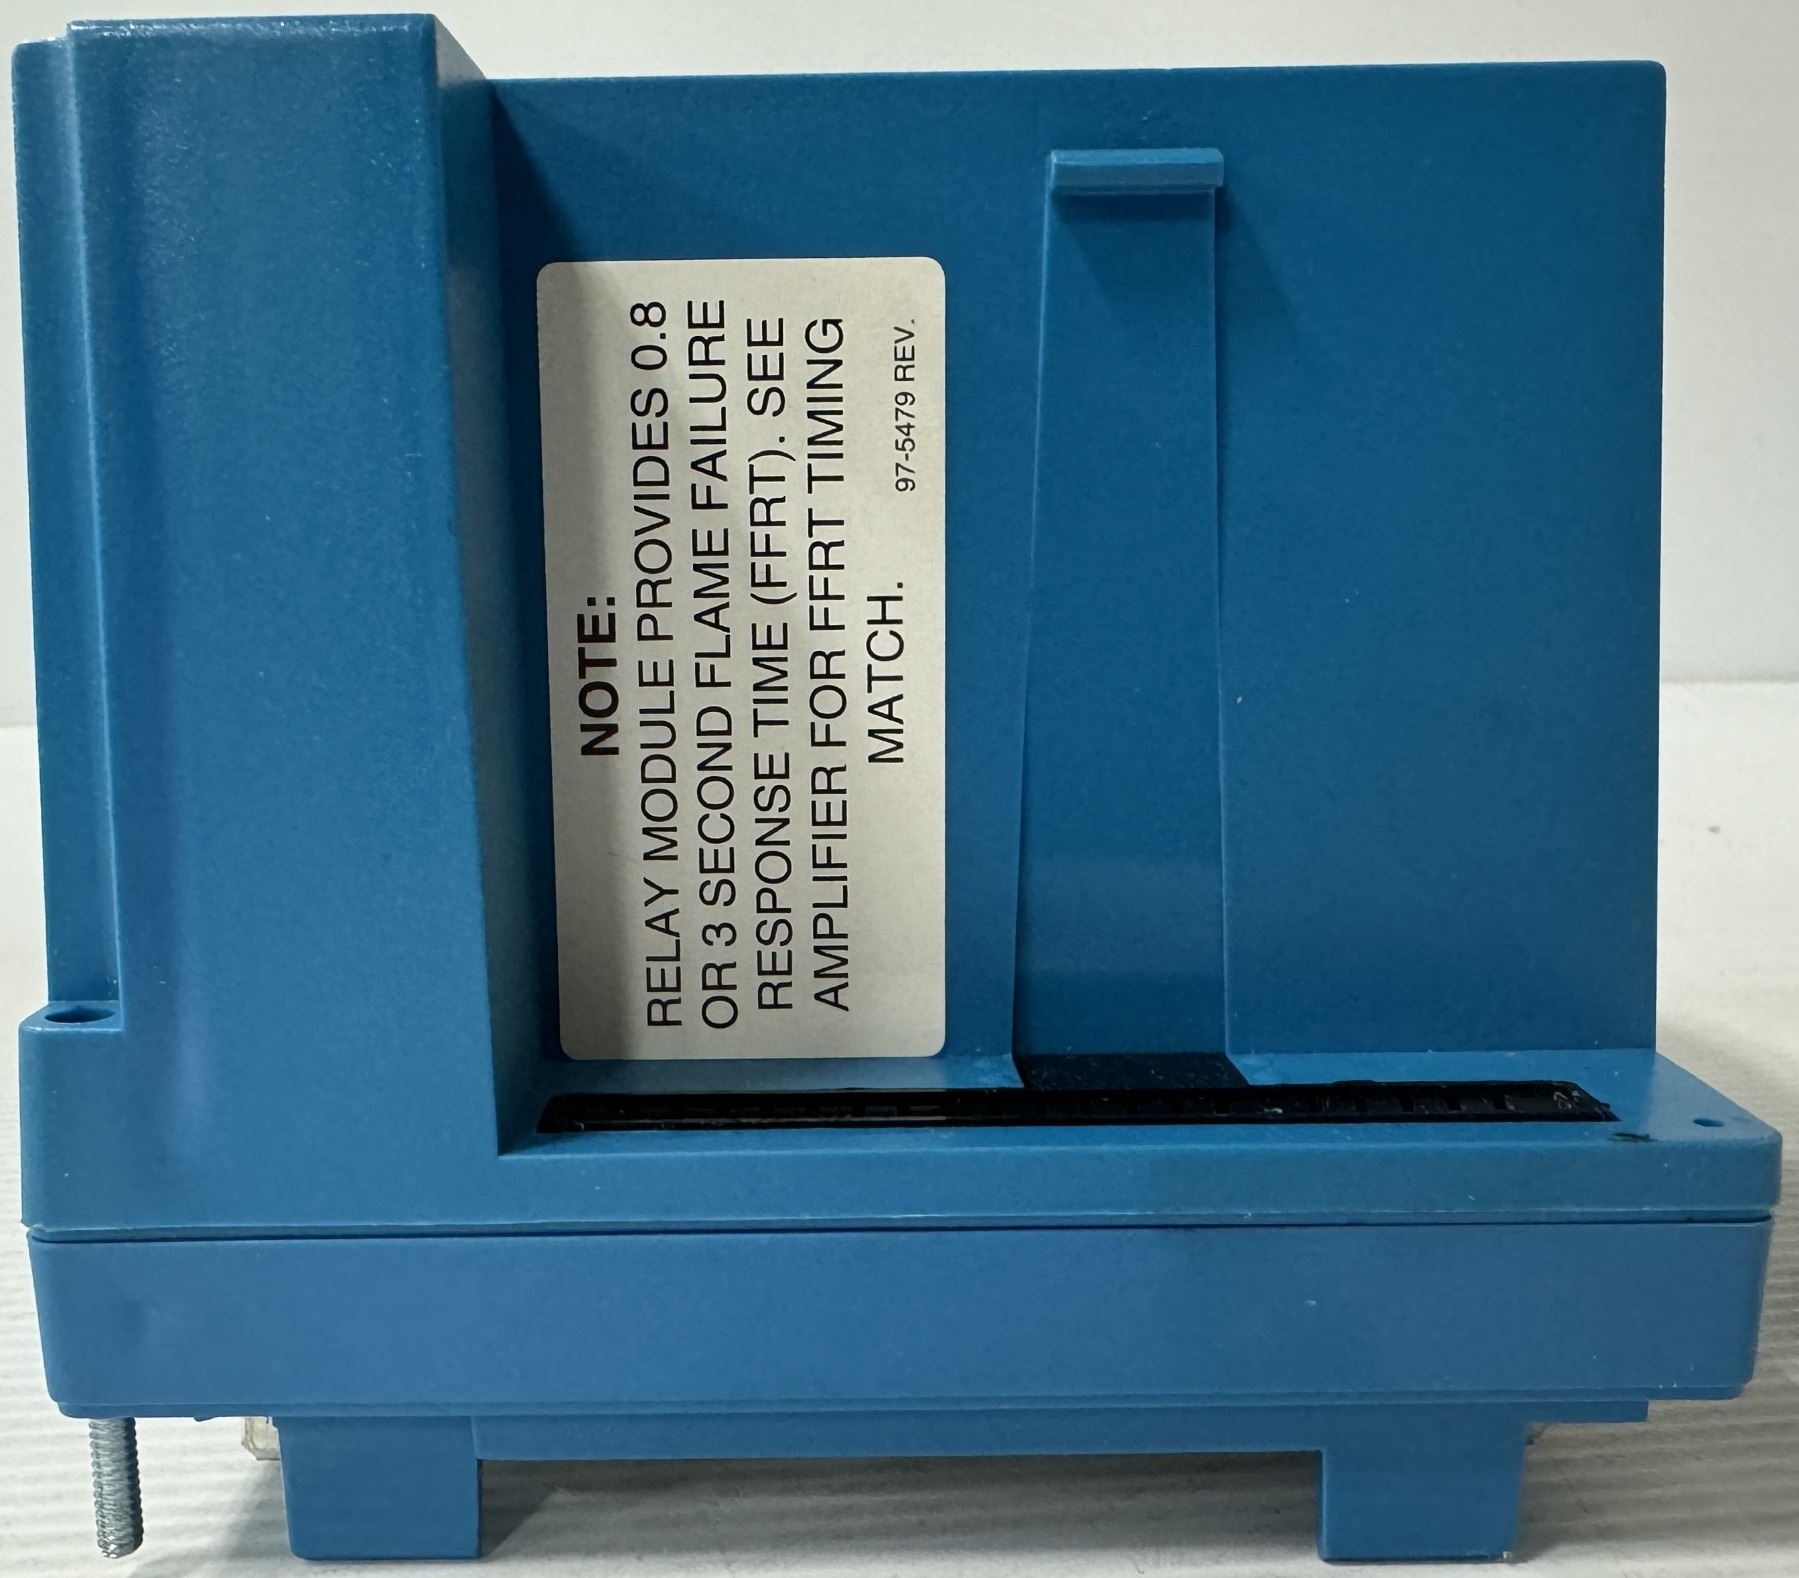 NOTE:
RELAY MODULE PROVIDES 0.8
OR 3 SECOND FLAME FAILURE
RESPONSE TIME (FFRT). SEE
AMPLIFIER FOR FFRT TIMING
MATCH.
97-5479 REV.